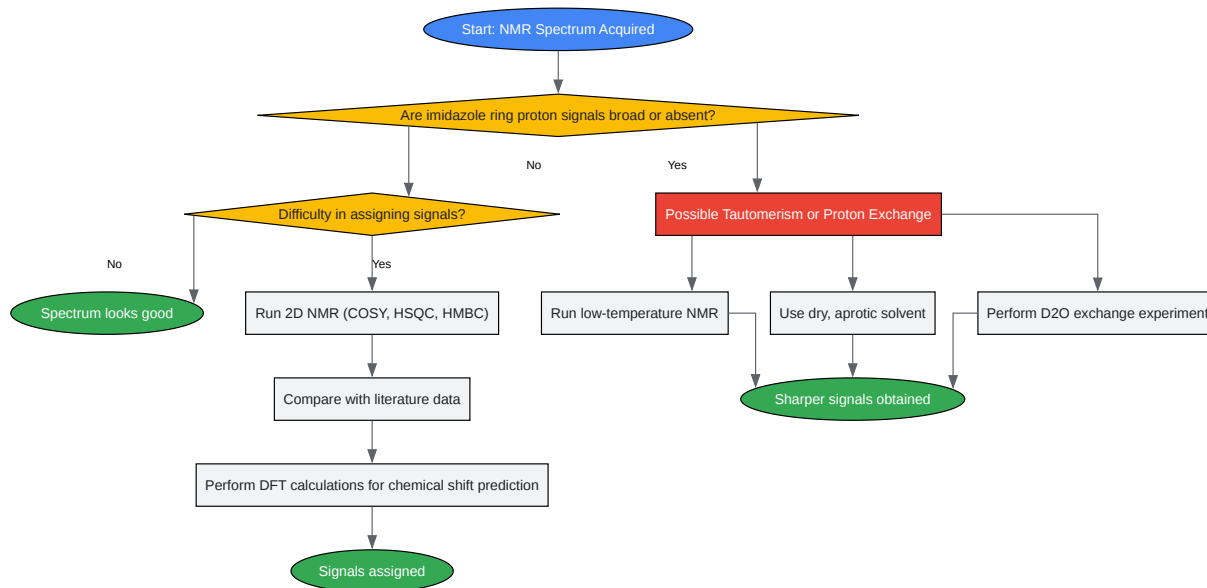 Start: NMR Spectrum Acquired
Are imidazole ring proton signals broad or absent?
No
Yes
Difficulty in assigning signals?
Possible Tautomerism or Proton Exchange
No
Yes
Spectrum looks good
Run 2D NMR (COSY, HSQC, HMBC)
Run low-temperature NMR
Use dry, aprotic solvent
Perform D2O exchange experiment
Compare with literature data
Sharper signals obtained
Perform DFT calculations for chemical shift prediction
Signals assigned